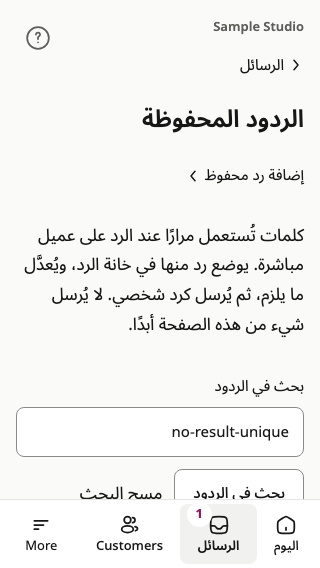 Sample Studio
الرسائل
الردود المحفوظة
إضافة رد محفوظ
كلمات تُستعمل مرارًا عند الرد على عميل
مباشرة. يوضع رد منها في خانة الرد، ويُعدَّل
ما يلزم، ثم يُرسل كرد شخصي. لا يُرسل
شيء من هذه الصفحة أبدًا.
بحث في الردود
no-result-unique
بحث في الردود
مسح البحث
اليوم
1
الرسائل
Customers
More